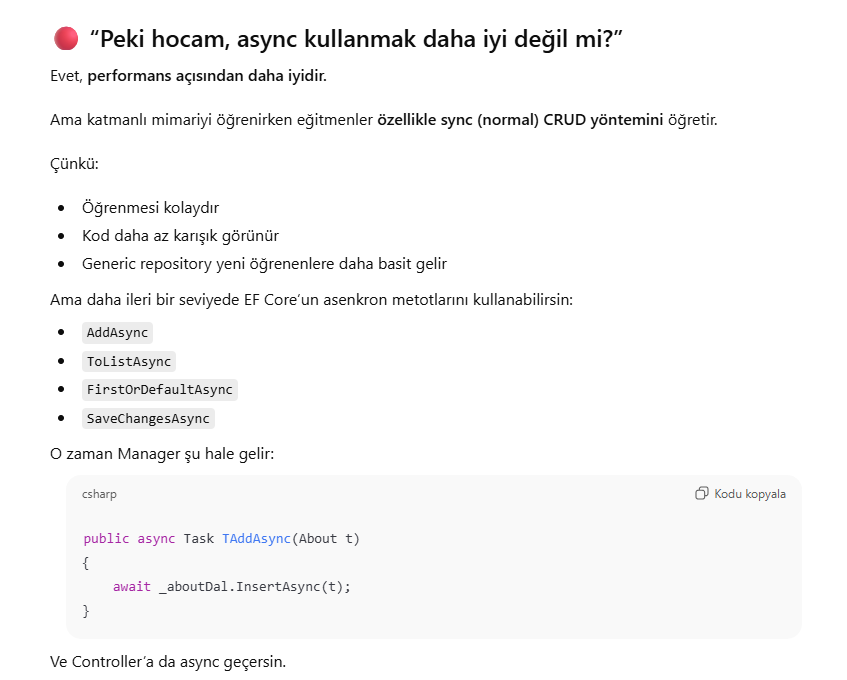 “Peki hocam, async kullanmak daha iyi değil mi?”
Evet, performans açısından daha iyidir.
Ama katmanlı mimariyi öğrenirken eğitmenler özellikle sync (normal) CRUD yöntemini öğretir.
Çünkü:
• Öğrenmesi kolaydır
• Kod daha az karışık görünür
• Generic repository yeni öğrenenlere daha basit gelir
Ama daha ileri bir seviyede EF Core’un asenkron metotlarını kullanabilirsin:
• AddAsync
• ToListAsync
• FirstOrDefaultAsync
• SaveChangesAsync
O zaman Manager şu hale gelir:
csharp
Kodu kopyala
public async Task TAddAsync(About t)
{
    await _aboutDal.InsertAsync(t);
}
Ve Controller’a da async geçersin.